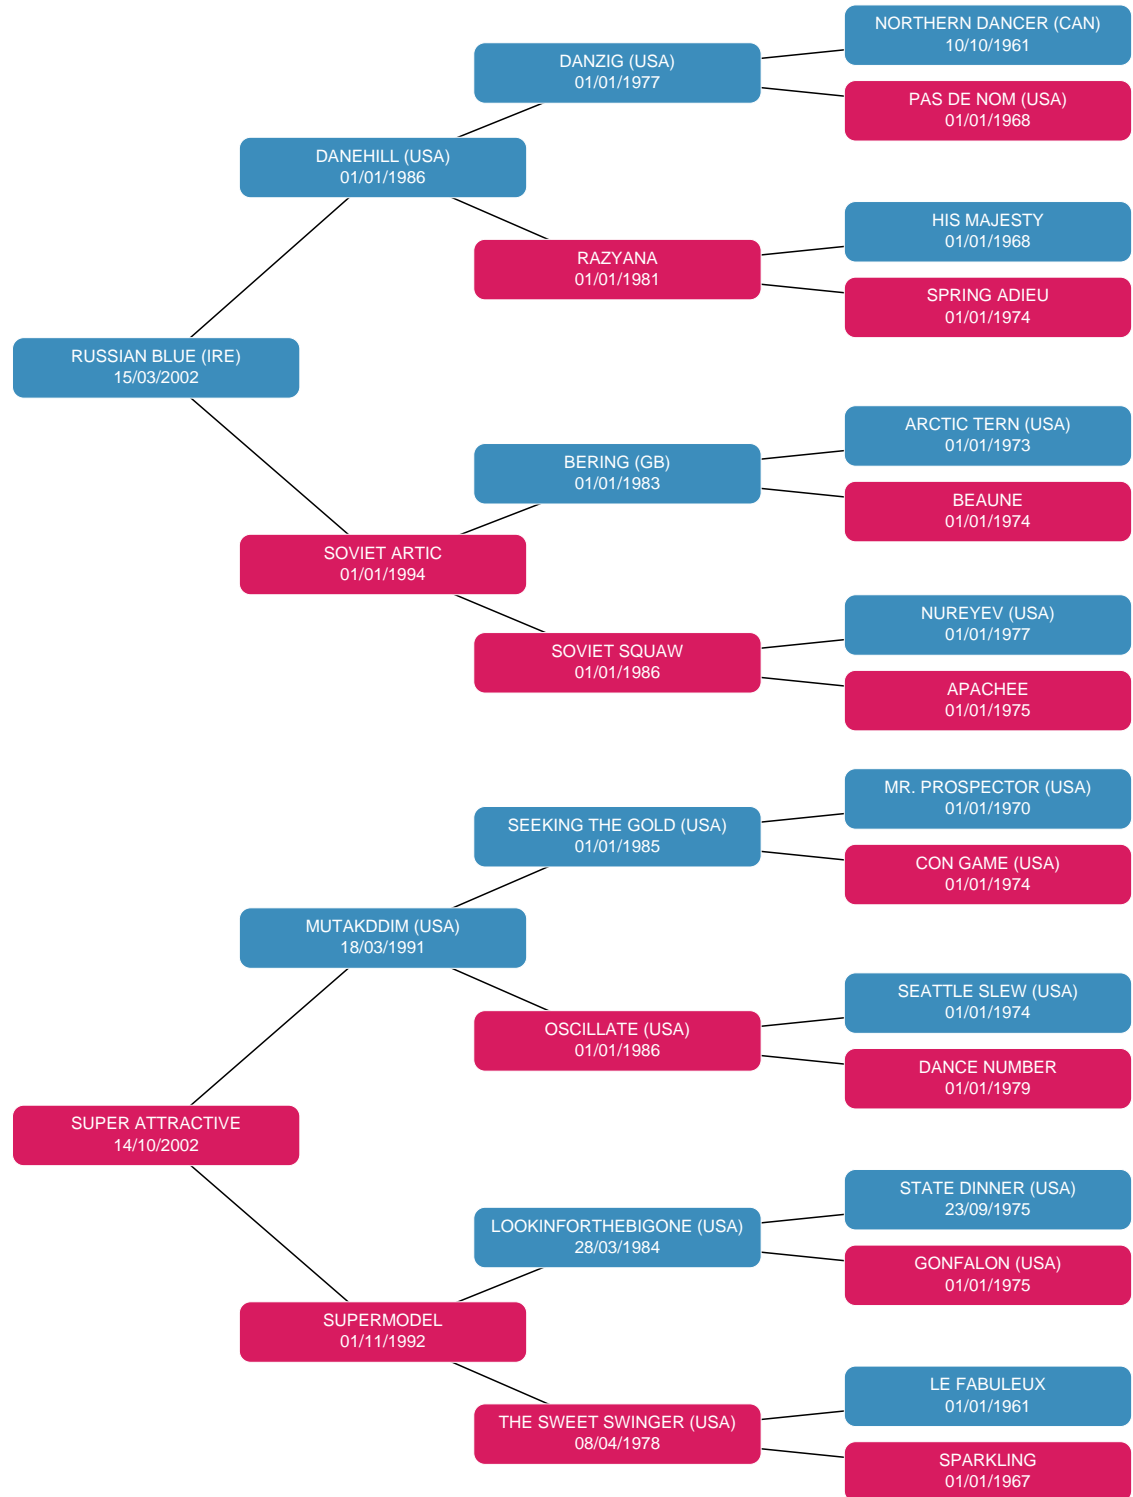 NORTHERN DANCER (CAN)
10/10/1961
DANZIG (USA)
01/01/1977
PAS DE NOM (USA)
01/01/1968
DANEHILL (USA)
01/01/1986
HIS MAJESTY
01/01/1968
RAZYANA
01/01/1981
SPRING ADIEU
01/01/1974
RUSSIAN BLUE (IRE)
15/03/2002
ARCTIC TERN (USA)
01/01/1973
BERING (GB)
01/01/1983
BEAUNE
01/01/1974
SOVIET ARTIC
01/01/1994
NUREYEV (USA)
01/01/1977
SOVIET SQUAW
01/01/1986
APACHEE
01/01/1975
MR. PROSPECTOR (USA)
01/01/1970
SEEKING THE GOLD (USA)
01/01/1985
CON GAME (USA)
01/01/1974
MUTAKDDIM (USA)
18/03/1991
SEATTLE SLEW (USA)
01/01/1974
OSCILLATE (USA)
01/01/1986
DANCE NUMBER
01/01/1979
SUPER ATTRACTIVE
14/10/2002
STATE DINNER (USA)
23/09/1975
LOOKINFORTHEBIGONE (USA)
28/03/1984
GONFALON (USA)
01/01/1975
SUPERMODEL
01/11/1992
LE FABULEUX
01/01/1961
THE SWEET SWINGER (USA)
08/04/1978
SPARKLING
01/01/1967